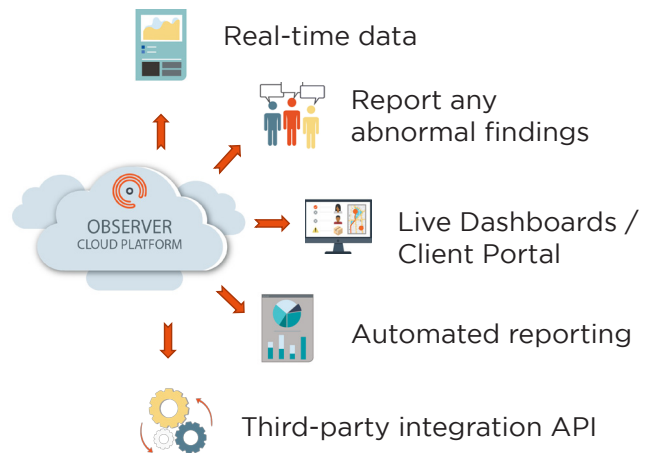 Real-time data
Report any
abnormal findings
OBSERVER
CLOUD PLATFORM
Live Dashboards /
Client Portal
Automated reporting
Third-party integration API